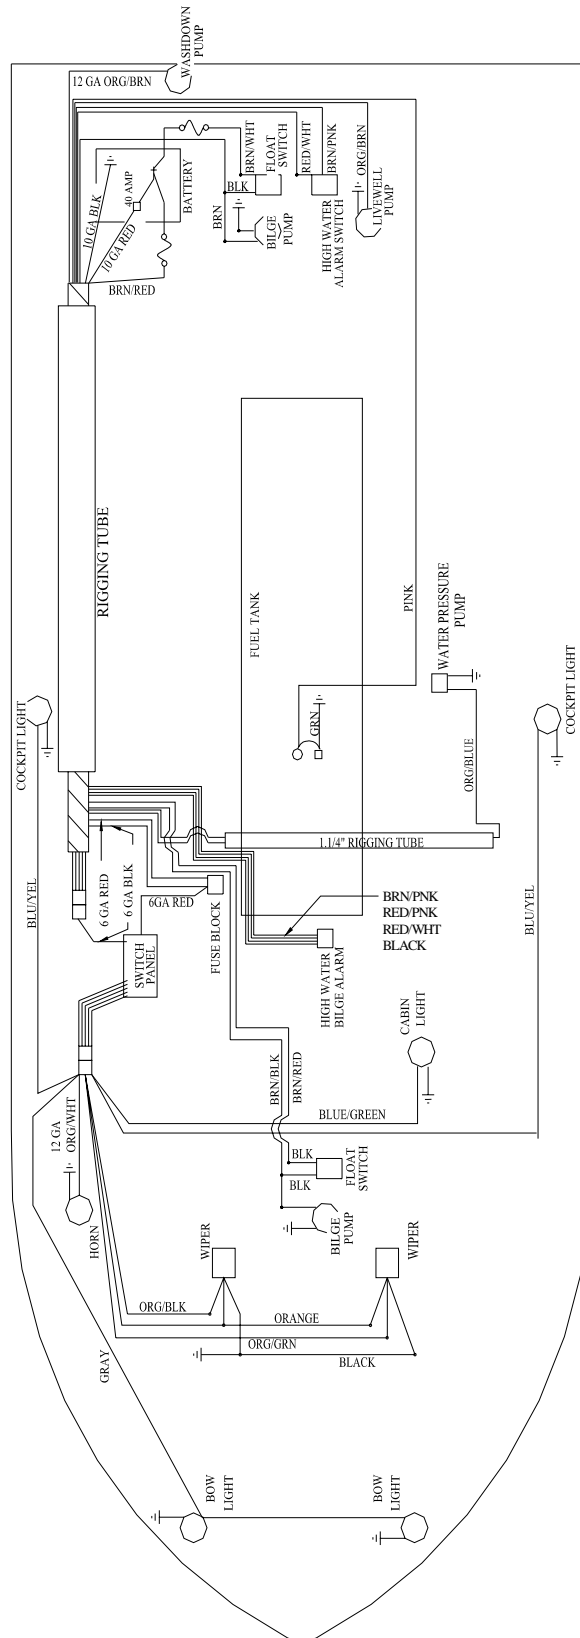 WASHDOWN
PUMP
12 GA ORG/BRN
BRN/WHT
FLOAT
SWITCH
RED/WHT
BRN/PNK
ORG/BRN
BATTERY
40 AMP
10 GA BLK
10 GA RED
BLK
BRN
BILGE
PUMP
HIGH WATER
ALARM SWITCH
LIVEWELL
PUMP
BRN/RED
RIGGING TUBE
FUEL TANK
PINK
WATER PRESSURE
PUMP
GRN
COCKPIT LIGHT
COCKPIT LIGHT
ORG/BLUE
1.1/4" RIGGING TUBE
BLU/YEL
6 GA RED
6 GA BLK
6GA RED
FUSE BLOCK
BRN/PNK
RED/PNK
RED/WHT
BLACK
BLU/YEL
SWITCH
PANEL
HIGH WATER
BILGE ALARM
CABIN
LIGHT
BRN/BLK
BRN/RED
BLUE/GREEN
12 GA
ORG/WHT
BLK
FLOAT
SWITCH
BLK
HORN
BILGE
PUMP
WIPER
WIPER
ORG/BLK
ORANGE
ORG/GRN
BLACK
GRAY
BOW
LIGHT
BOW
LIGHT